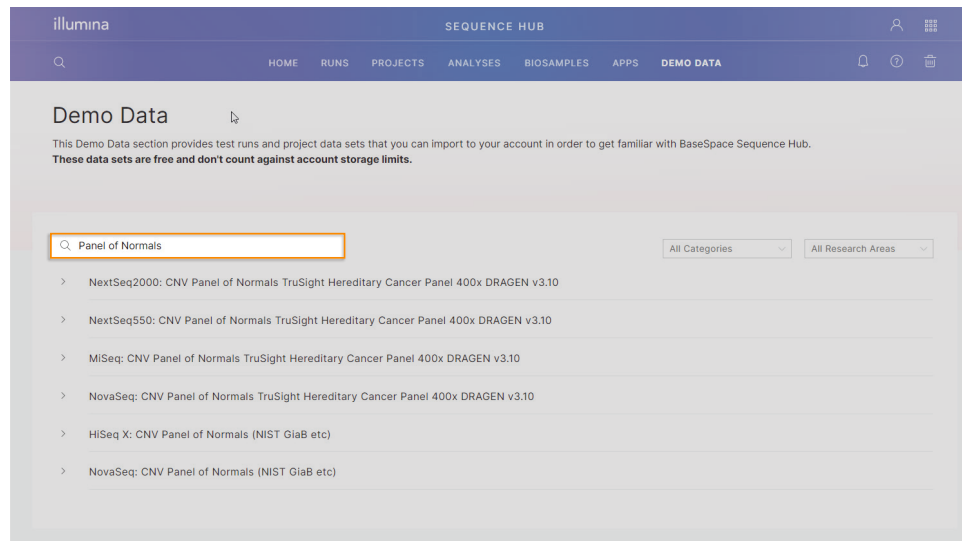 illumina
SEQUENCE HUB
HOME RUNS PROJECTS ANALYSES BIOSAMPLES APPS DEMO DATA
Demo Data
This Demo Data section provides test runs and project data sets that you can import to your account in order to get familiar with BaseSpace Sequence Hub.
These data sets are free and don't count against account storage limits.
Panel of Normals
All Categories
All Research Areas
NextSeq2000: CNV Panel of Normals TruSight Hereditary Cancer Panel 400x DRAGEN v3.10
NextSeq550: CNV Panel of Normals TruSight Hereditary Cancer Panel 400x DRAGEN v3.10
MiSeq: CNV Panel of Normals TruSight Hereditary Cancer Panel 400x DRAGEN v3.10
NovaSeq: CNV Panel of Normals TruSight Hereditary Cancer Panel 400x DRAGEN v3.10
HiSeq X: CNV Panel of Normals (NIST GiaB etc)
NovaSeq: CNV Panel of Normals (NIST GiaB etc)